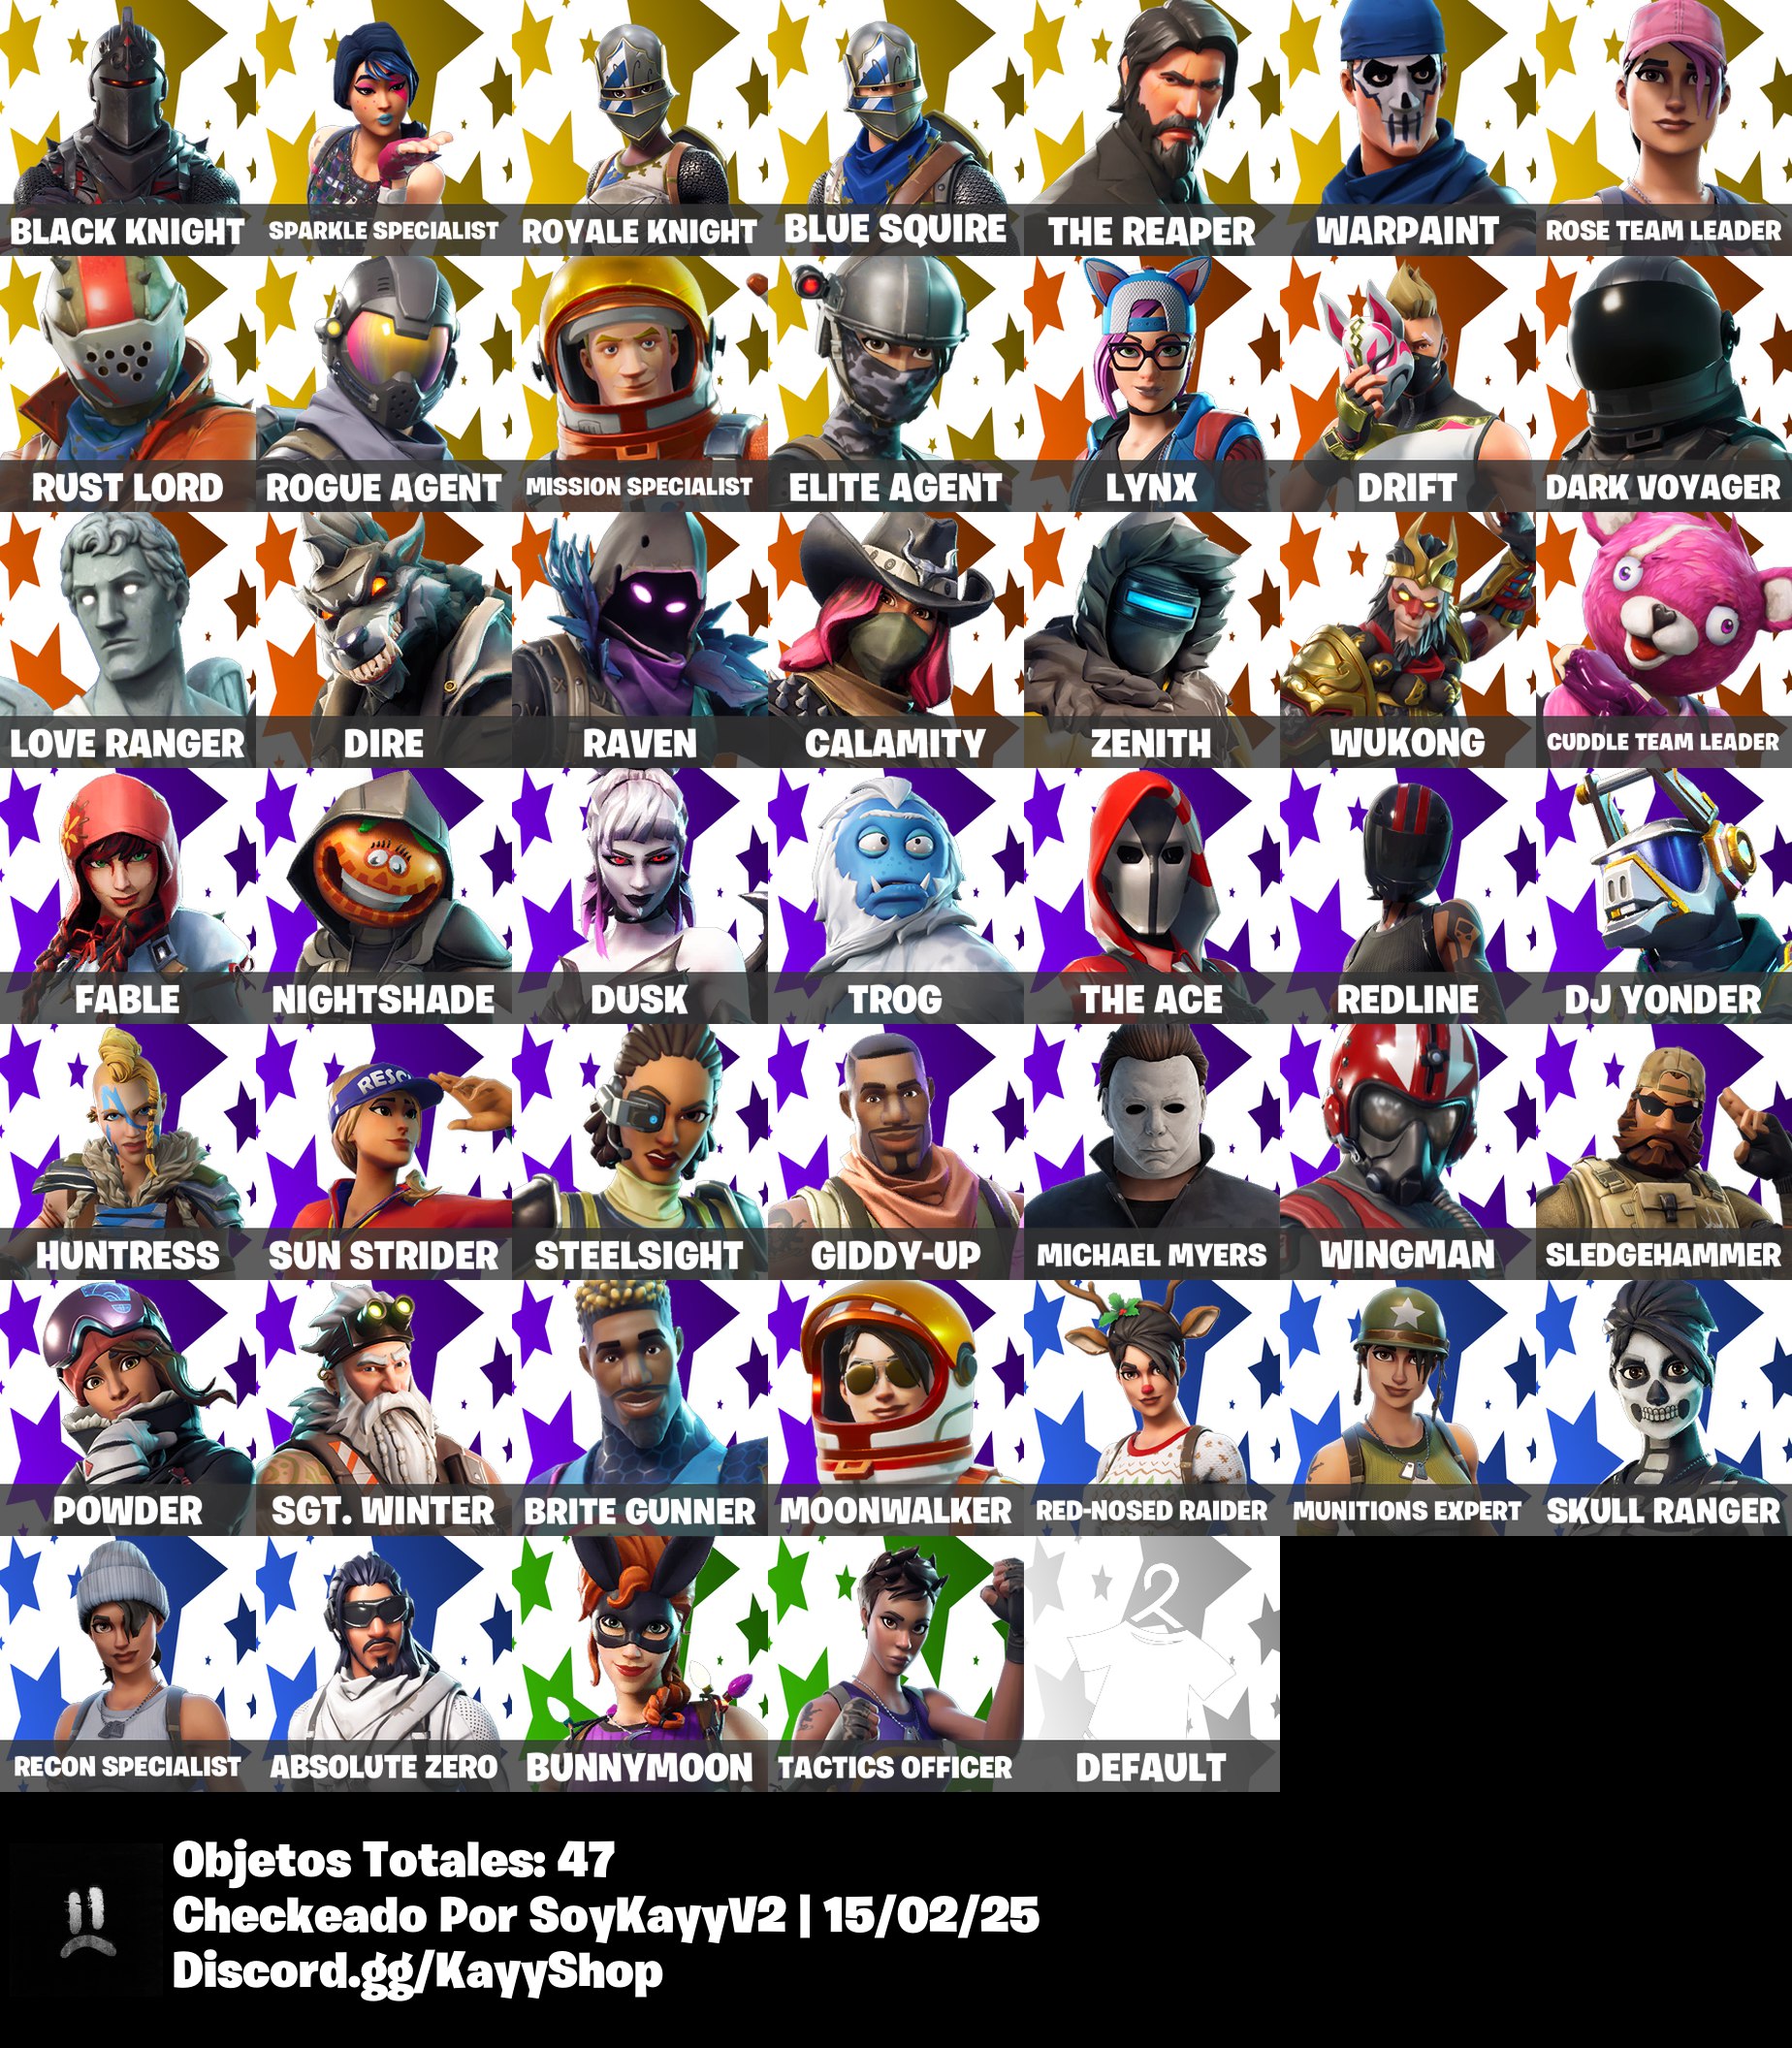 BLACK KNIGHT
SPARKLE SPECIALIST
ROYALE KNIGHT
BLUE SQUIRE
THE REAPER
WARPAINT
ROSE TEAM LEADER
RUST LORD
ROGUE AGENT
MISSION SPECIALIST
ELITE AGENT
LYNX
DRIFT
DARK VOYAGER
LOVE RANGER
DIRE
RAVEN
CALAMITY
ZENITH
WUKONG
CUDDLE TEAM LEADER
FABLE
NIGHTSHADE
DUSK
TROG
THE ACE
REDLINE
DJ YONDER
RESC
HUNTRESS
SUN STRIDER
STEELSIGHT
GIDDY-UP
MICHAEL MYERS
WINGMAN
SLEDGEHAMMER
POWDER
SGT. WINTER
BRITE GUNNER
MOONWALKER
RED-NOSED RAIDER
MUNITIONS EXPERT
SKULL RANGER
RECON SPECIALIST
ABSOLUTE ZERO
BUNNYMOON
TACTICS OFFICER
DEFAULT
Objetos Totales: 47
Checkeado Por SoyKayyV2 | 15/02/25
Discord.gg/KayyShop